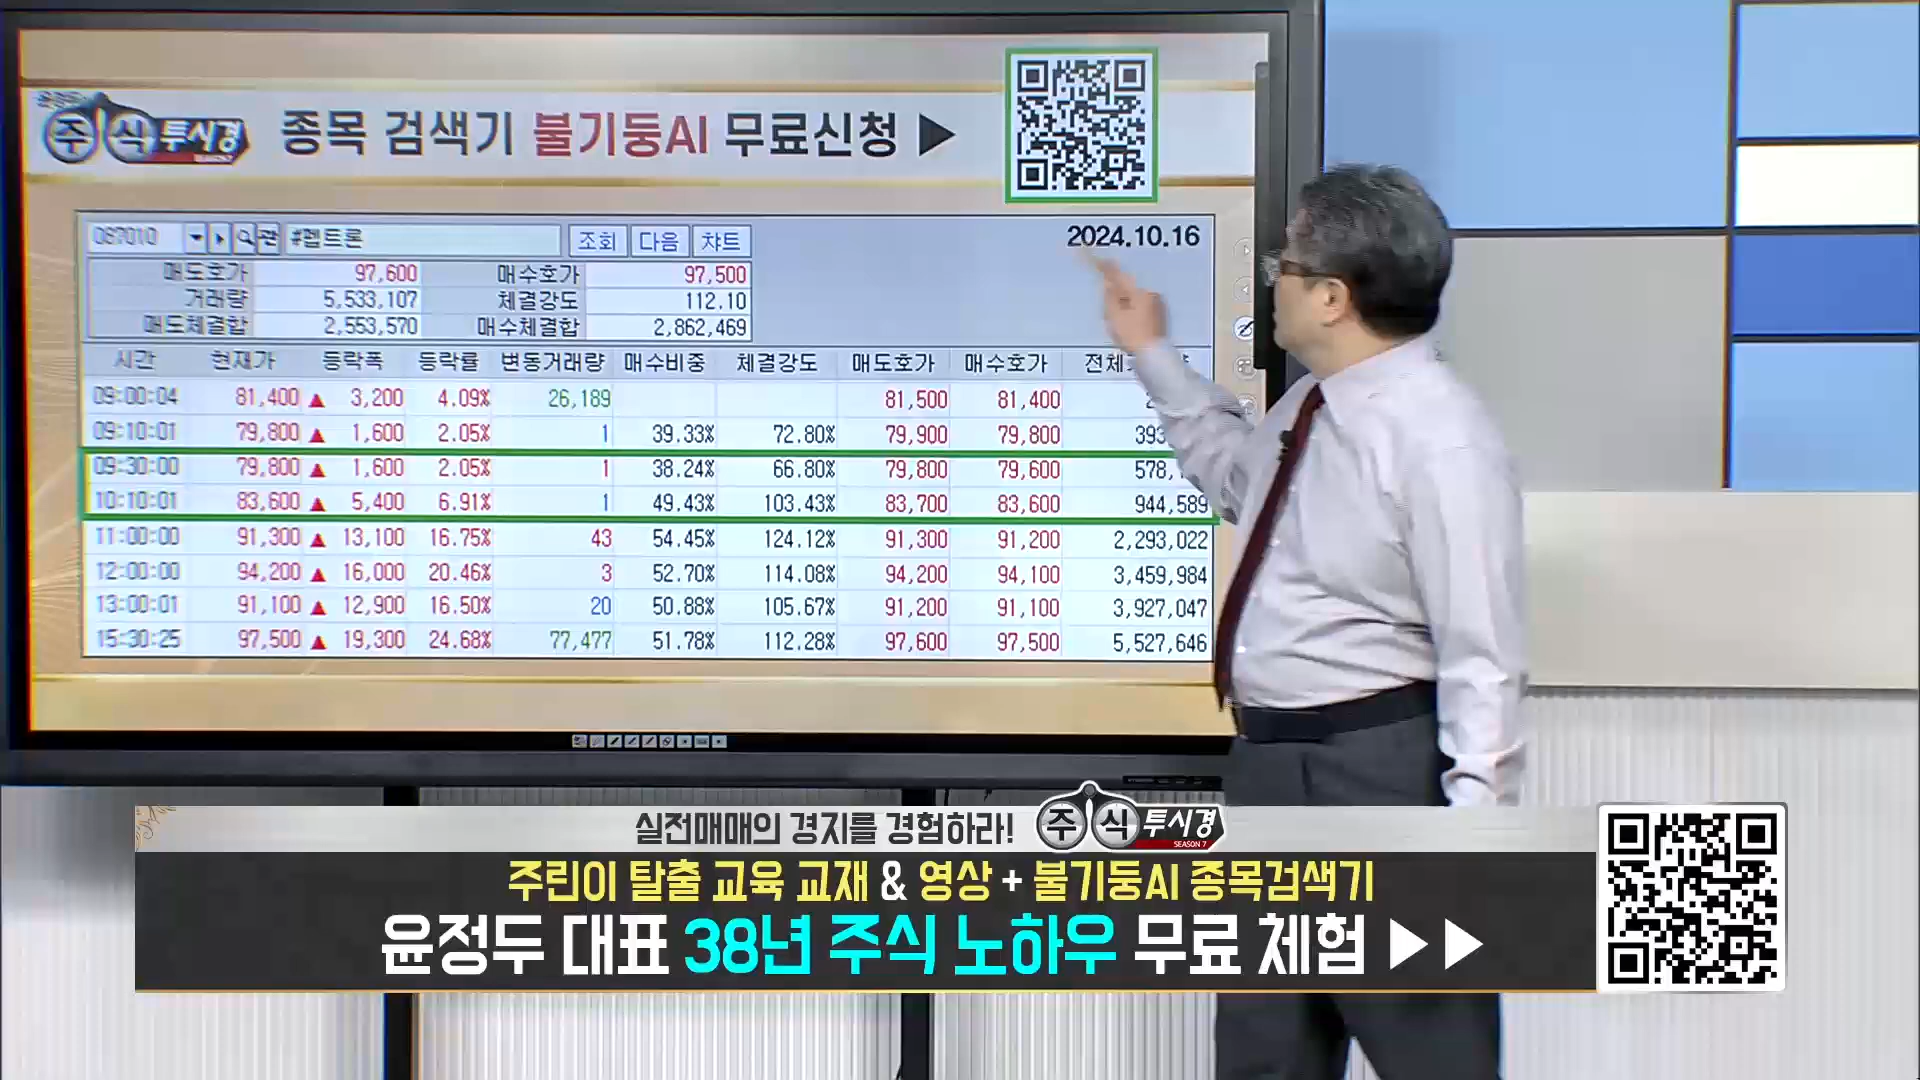 주식투시경
종목 검색기 불기둥AI 무료신청 ▶
087010 #펩트론 조회 다음 챠트 2024.10.16
매도호가 97,600 매수호가 97,500
거래량 5,533,107 체결강도 112.10
매도체결합 2,553,570 매수체결합 2,862,469
시간 현재가 등락폭 등락률 변동거래량 매수비중 체결강도 매도호가 매수호가
09:00:04 81,400 ▲ 3,200 4.09% 26,189 81,500 81,400
09:10:01 79,800 ▲ 1,600 2.05% 1 39.33% 72.80% 79,900 79,800
09:30:00 79,800 ▲ 1,600 2.05% 1 38.24% 66.80% 79,800 79,600
10:10:01 83,600 ▲ 5,400 6.91% 1 49.43% 103.43% 83,700 83,600 944,589
11:00:00 91,300 ▲ 13,100 16.75% 43 54.45% 124.12% 91,300 91,200 2,293,022
12:00:00 94,200 ▲ 16,000 20.46% 3 52.70% 114.08% 94,200 94,100 3,459,984
13:00:01 91,100 ▲ 12,900 16.50% 20 50.88% 105.67% 91,200 91,100 3,927,047
15:30:25 97,500 ▲ 19,300 24.68% 77,477 51.78% 112.28% 97,600 97,500 5,527,646
실전매매의 경지를 경험하라! 주식투시경
SEASON 7
주린이 탈출 교육 교재 & 영상 + 불기둥AI 종목검색기
윤정두 대표 38년 주식 노하우 무료 체험 ▶▶